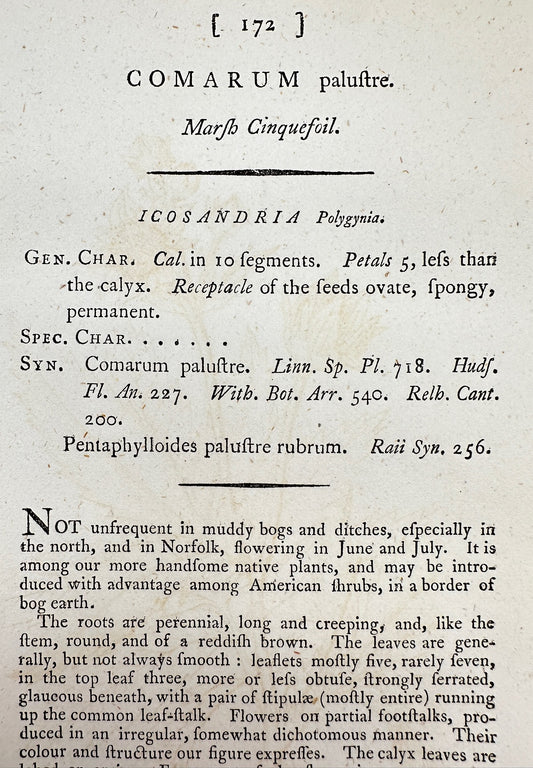 [ 172 ]
COMARUM paluſtre.
Marſh Cinquefoil.
ICOSANDRIA Polygynia.
GEN. CHAR. Cal. in 10 ſegments. Petals 5, leſs than
the calyx. Receptacle of the ſeeds ovate, ſpongy,
permanent.
SPEC. CHAR. . . . . . .
SYN. Comarum paluſtre. Linn. Sp. Pl. 718. Hudſ.
Fl. An. 227. With. Bot. Arr. 540. Relh. Cant.
200.
Pentaphylloides paluſtre rubrum. Raii Syn. 256.
NOT unfrequent in muddy bogs and ditches, eſpecially in
the north, and in Norfolk, flowering in June and July. It is
among our more handſome native plants, and may be intro-
duced with advantage among American ſhrubs, in a border of
bog earth.
The roots are perennial, long and creeping, and, like the
ſtem, round, and of a reddiſh brown. The leaves are gene-
rally, but not always ſmooth : leaflets moſtly five, rarely ſeven,
in the top leaf three, more or leſs obtuſe, ſtrongly ſerrated,
glaucous beneath, with a pair of ſtipulæ (moſtly entire) running
up the common leaf-ſtalk. Flowers on partial footſtalks, pro-
duced in an irregular, ſomewhat dichotomous manner. Their
colour and ſtructure our figure expreſſes. The calyx leaves are